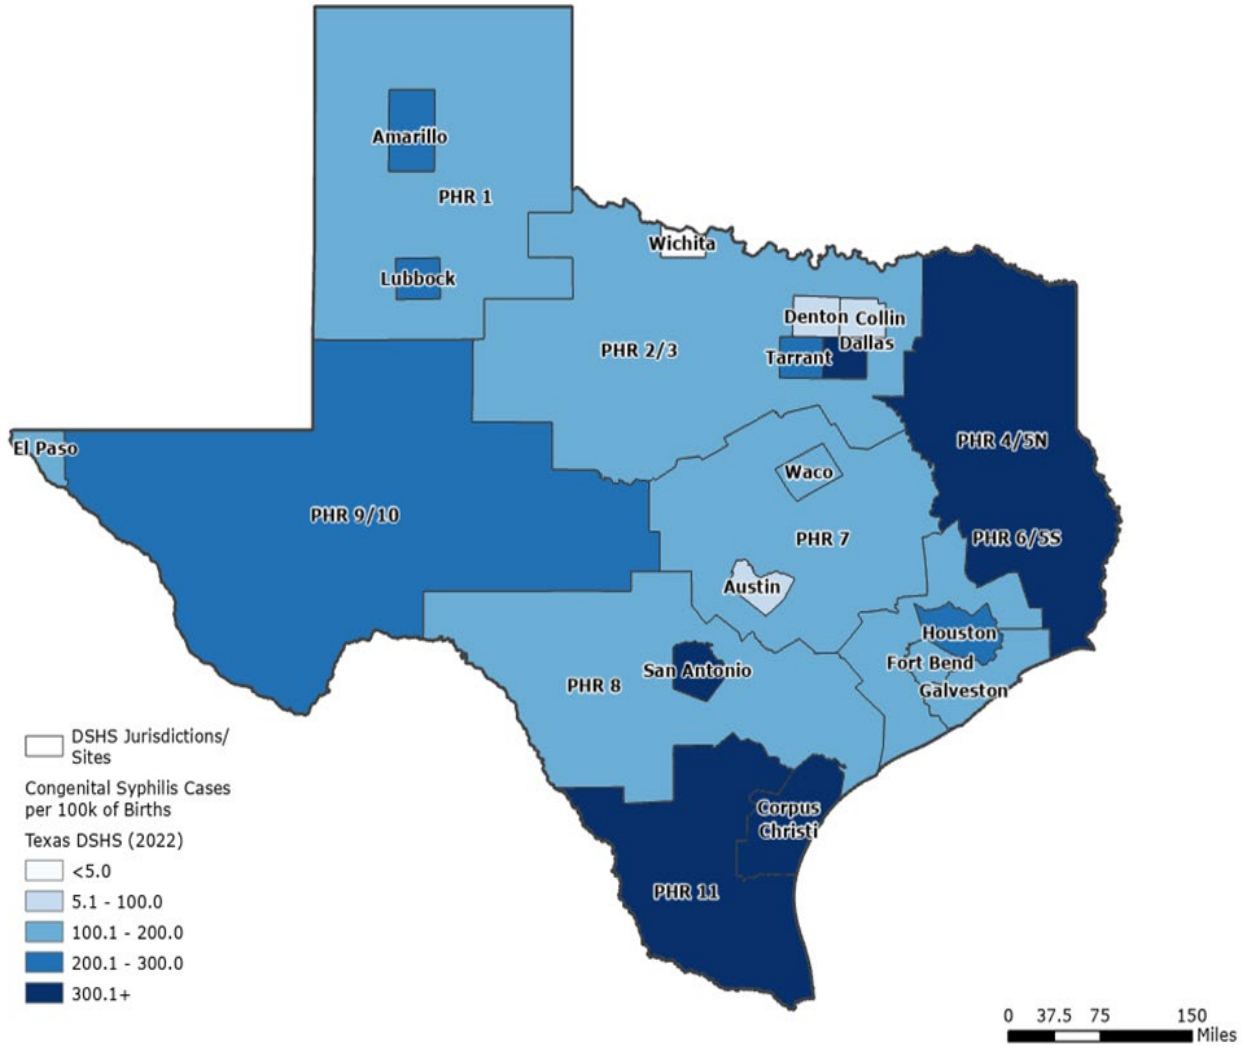 Amarillo
PHR 1
Wichita
Lubbock
Denton Collin
Dallas
PHR 2/3
Tarrant
PHR 4/5N
El Paso
Waco
PHR 9/10
PHR 7
PHR 6/5S
Austin
Houston
Fort Bend
San Antonio
PHR 8
Galveston
DSHS Jurisdictions/
Sites
Congenital Syphilis Cases
per 100k of Births
Corpus
Christi
Texas DSHS (2022)
<5.0
PHR 11
5.1 - 100.0
100.1 - 200.0
200.1 - 300.0
300.1+
0 37.5 75 150
Miles